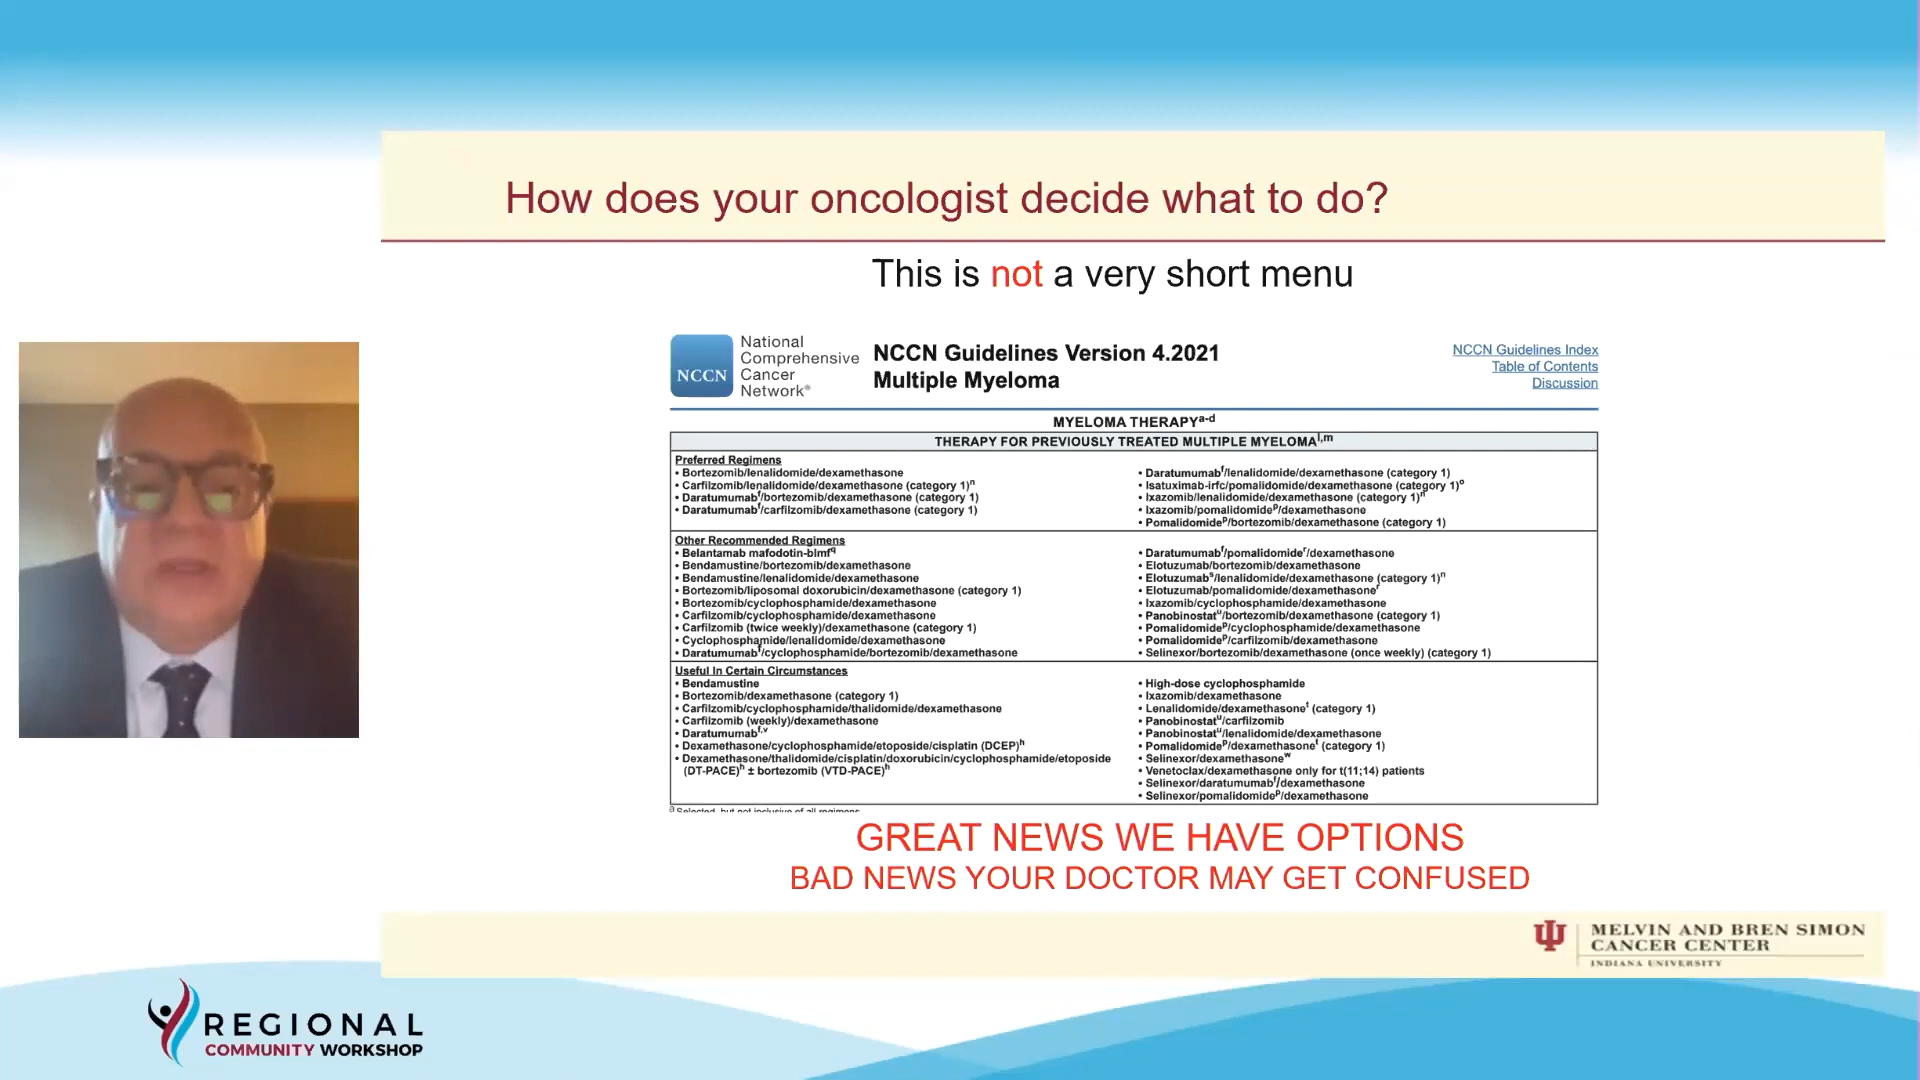 How does your oncologist decide what to do?
This is not a very short menu
NCCN
National
Comprehensive
Cancer
Network®
NCCN Guidelines Version 4.2021
Multiple Myeloma
NCCN Guidelines Index
Table of Contents
Discussion
MYELOMA THERAPYa-d
THERAPY FOR PREVIOUSLY TREATED MULTIPLE MYELOMAl,m
Preferred Regimens
• Bortezomib/lenalidomide/dexamethasone
• Carfilzomib/lenalidomide/dexamethasone (category 1)n
• Daratumumabf/bortezomib/dexamethasone (category 1)
• Daratumumabf/carfilzomib/dexamethasone (category 1)
• Daratumumabf/lenalidomide/dexamethasone (category 1)
• Isatuximab-irfc/pomalidomide/dexamethasone (category 1)o
• Ixazomib/lenalidomide/dexamethasone (category 1)n
• Ixazomib/pomalidomidep/dexamethasone
• Pomalidomidep/bortezomib/dexamethasone (category 1)
Other Recommended Regimens
• Belantamab mafodotin-blmfq
• Bendamustine/bortezomib/dexamethasone
• Bendamustine/lenalidomide/dexamethasone
• Bortezomib/liposomal doxorubicin/dexamethasone (category 1)
• Bortezomib/cyclophosphamide/dexamethasone
• Carfilzomib/cyclophosphamide/dexamethasone
• Carfilzomib (twice weekly)/dexamethasone (category 1)
• Cyclophosphamide/lenalidomide/dexamethasone
• Daratumumabf/cyclophosphamide/bortezomib/dexamethasone
• Daratumumabf/pomalidomider/dexamethasone
• Elotuzumab/bortezomib/dexamethasone
• Elotuzumabs/lenalidomide/dexamethasone (category 1)n
• Elotuzumab/pomalidomide/dexamethasoner
• Ixazomib/cyclophosphamide/dexamethasone
• Panobinostatu/bortezomib/dexamethasone (category 1)
• Pomalidomidep/cyclophosphamide/dexamethasone
• Pomalidomidep/carfilzomib/dexamethasone
• Selinexor/bortezomib/dexamethasone (once weekly) (category 1)
Useful In Certain Circumstances
• Bendamustine
• Bortezomib/dexamethasone (category 1)
• Carfilzomib/cyclophosphamide/thalidomide/dexamethasone
• Carfilzomib (weekly)/dexamethasone
• Daratumumabf,v
• Dexamethasone/cyclophosphamide/etoposide/cisplatin (DCEP)h
• Dexamethasone/thalidomide/cisplatin/doxorubicin/cyclophosphamide/etoposide
(DT-PACE)h ± bortezomib (VTD-PACE)h
• High-dose cyclophosphamide
• Ixazomib/dexamethasone
• Lenalidomide/dexamethasonet (category 1)
• Panobinostatu/carfilzomib
• Panobinostatu/lenalidomide/dexamethasone
• Pomalidomidep/dexamethasonet (category 1)
• Selinexor/dexamethasonew
• Venetoclax/dexamethasone only for t(11;14) patients
• Selinexor/daratumumabf/dexamethasone
• Selinexor/pomalidomidep/dexamethasone
a Selected, but not inclusive of all regimens
GREAT NEWS WE HAVE OPTIONS
BAD NEWS YOUR DOCTOR MAY GET CONFUSED
MELVIN AND BREN SIMON
CANCER CENTER
INDIANA UNIVERSITY
REGIONAL
COMMUNITY WORKSHOP